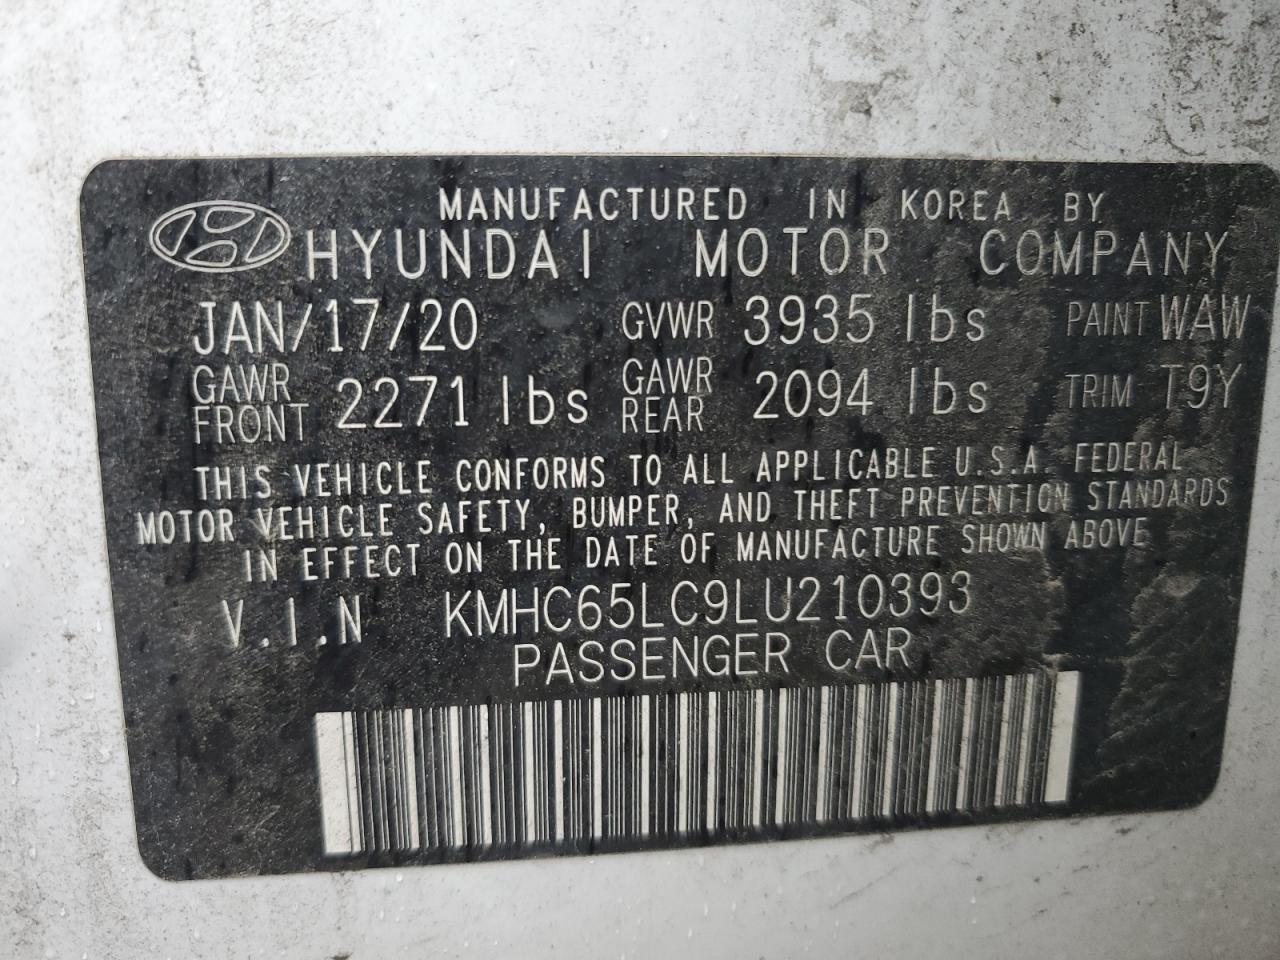 MANUFACTURED IN KOREA BY
HYUNDAI MOTOR COMPANY
JAN/17/20 GVWR 3935 lbs PAINT WAW
GAWR FRONT 2271 lbs GAWR REAR 2094 lbs TRIM T9Y
THIS VEHICLE CONFORMS TO ALL APPLICABLE U.S.A. FEDERAL
MOTOR VEHICLE SAFETY, BUMPER, AND THEFT PREVENTION STANDARDS
IN EFFECT ON THE DATE OF MANUFACTURE SHOWN ABOVE
V.I.N KMHC65LC9LU210393
PASSENGER CAR